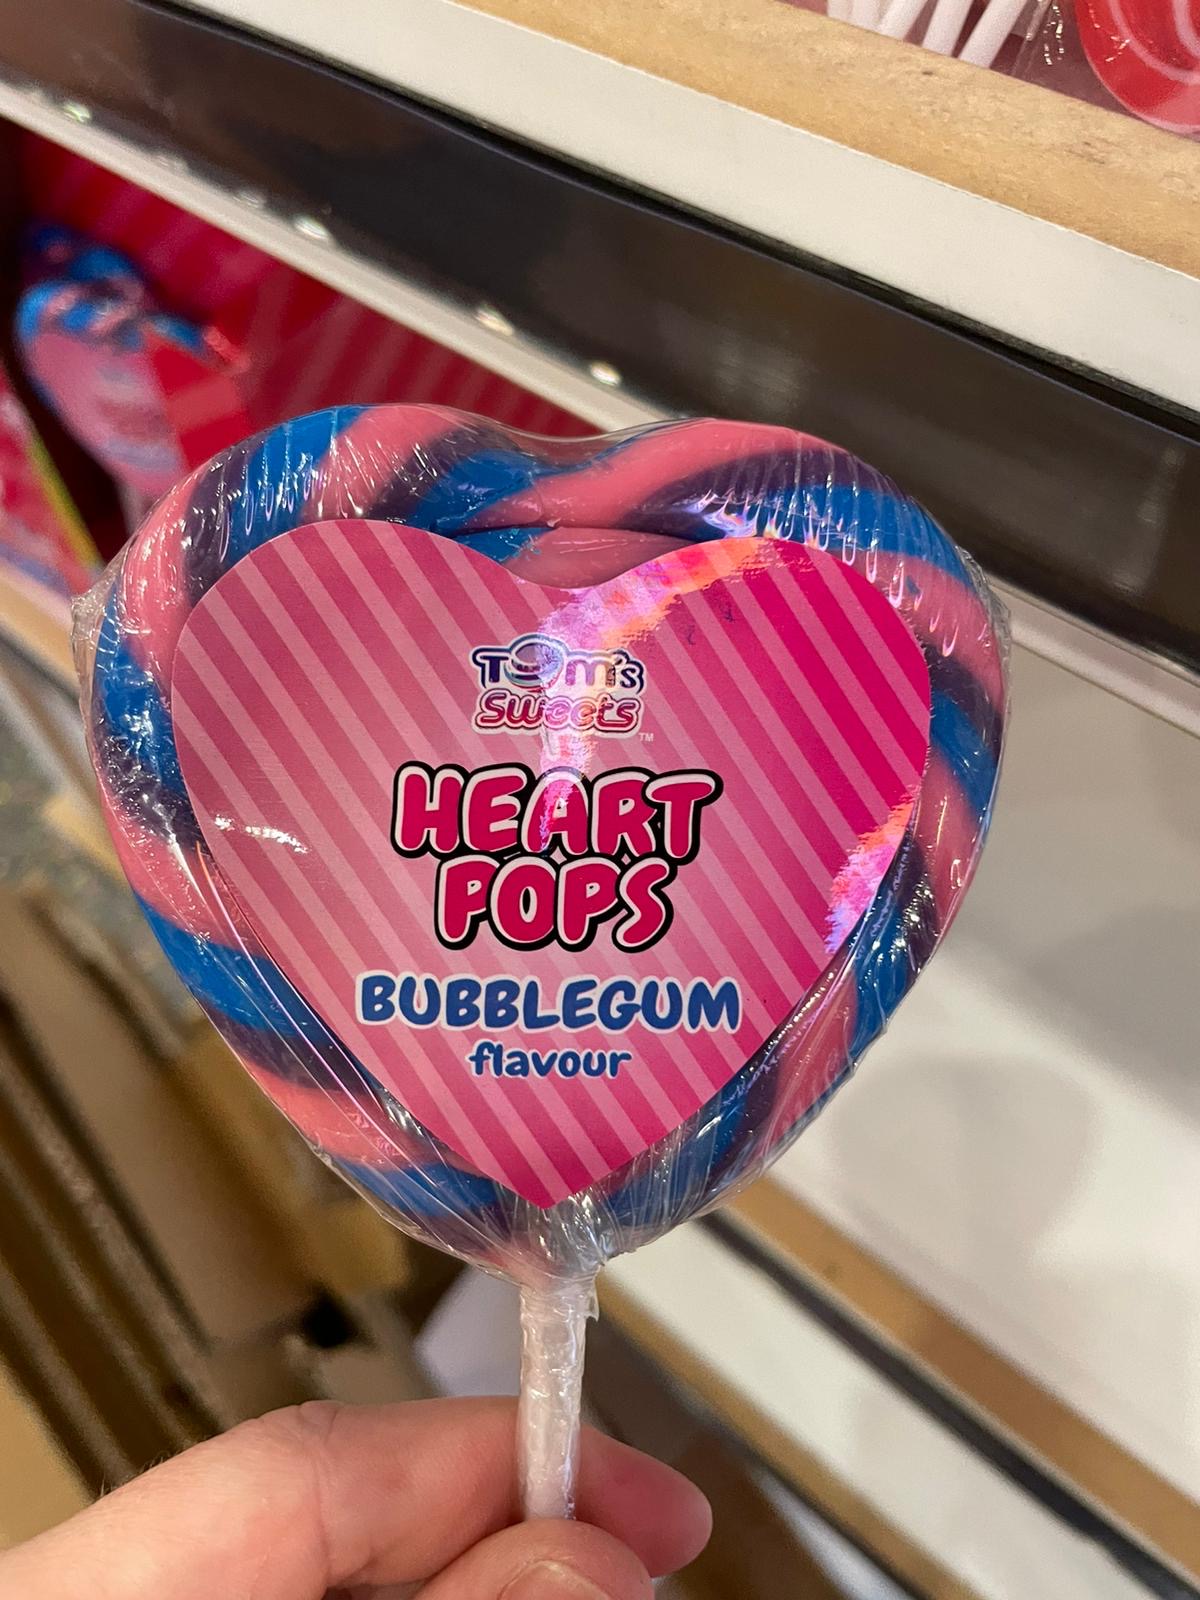 Tom's
Sweets
TM
HEART
POPS
BUBBLEGUM
flavour